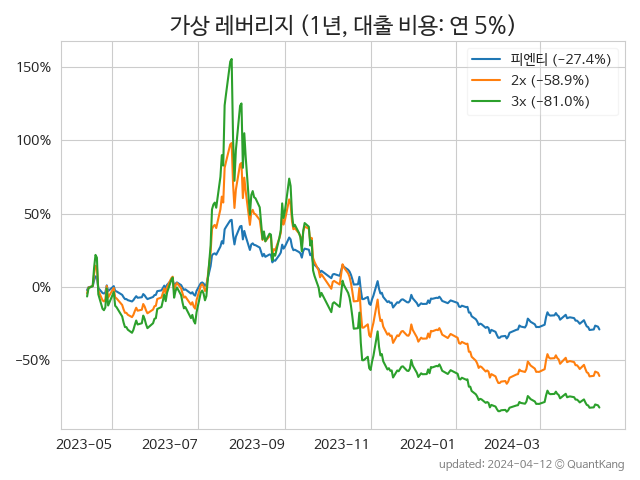 가상 레버리지 (1년, 대출 비용: 연 5%)
피엔티 (-27.4%)
2x (-58.9%)
3x (-81.0%)
150%
100%
50%
0%
-50%
2023-05 2023-07 2023-09 2023-11 2024-01 2024-03
updated: 2024-04-12 © QuantKang